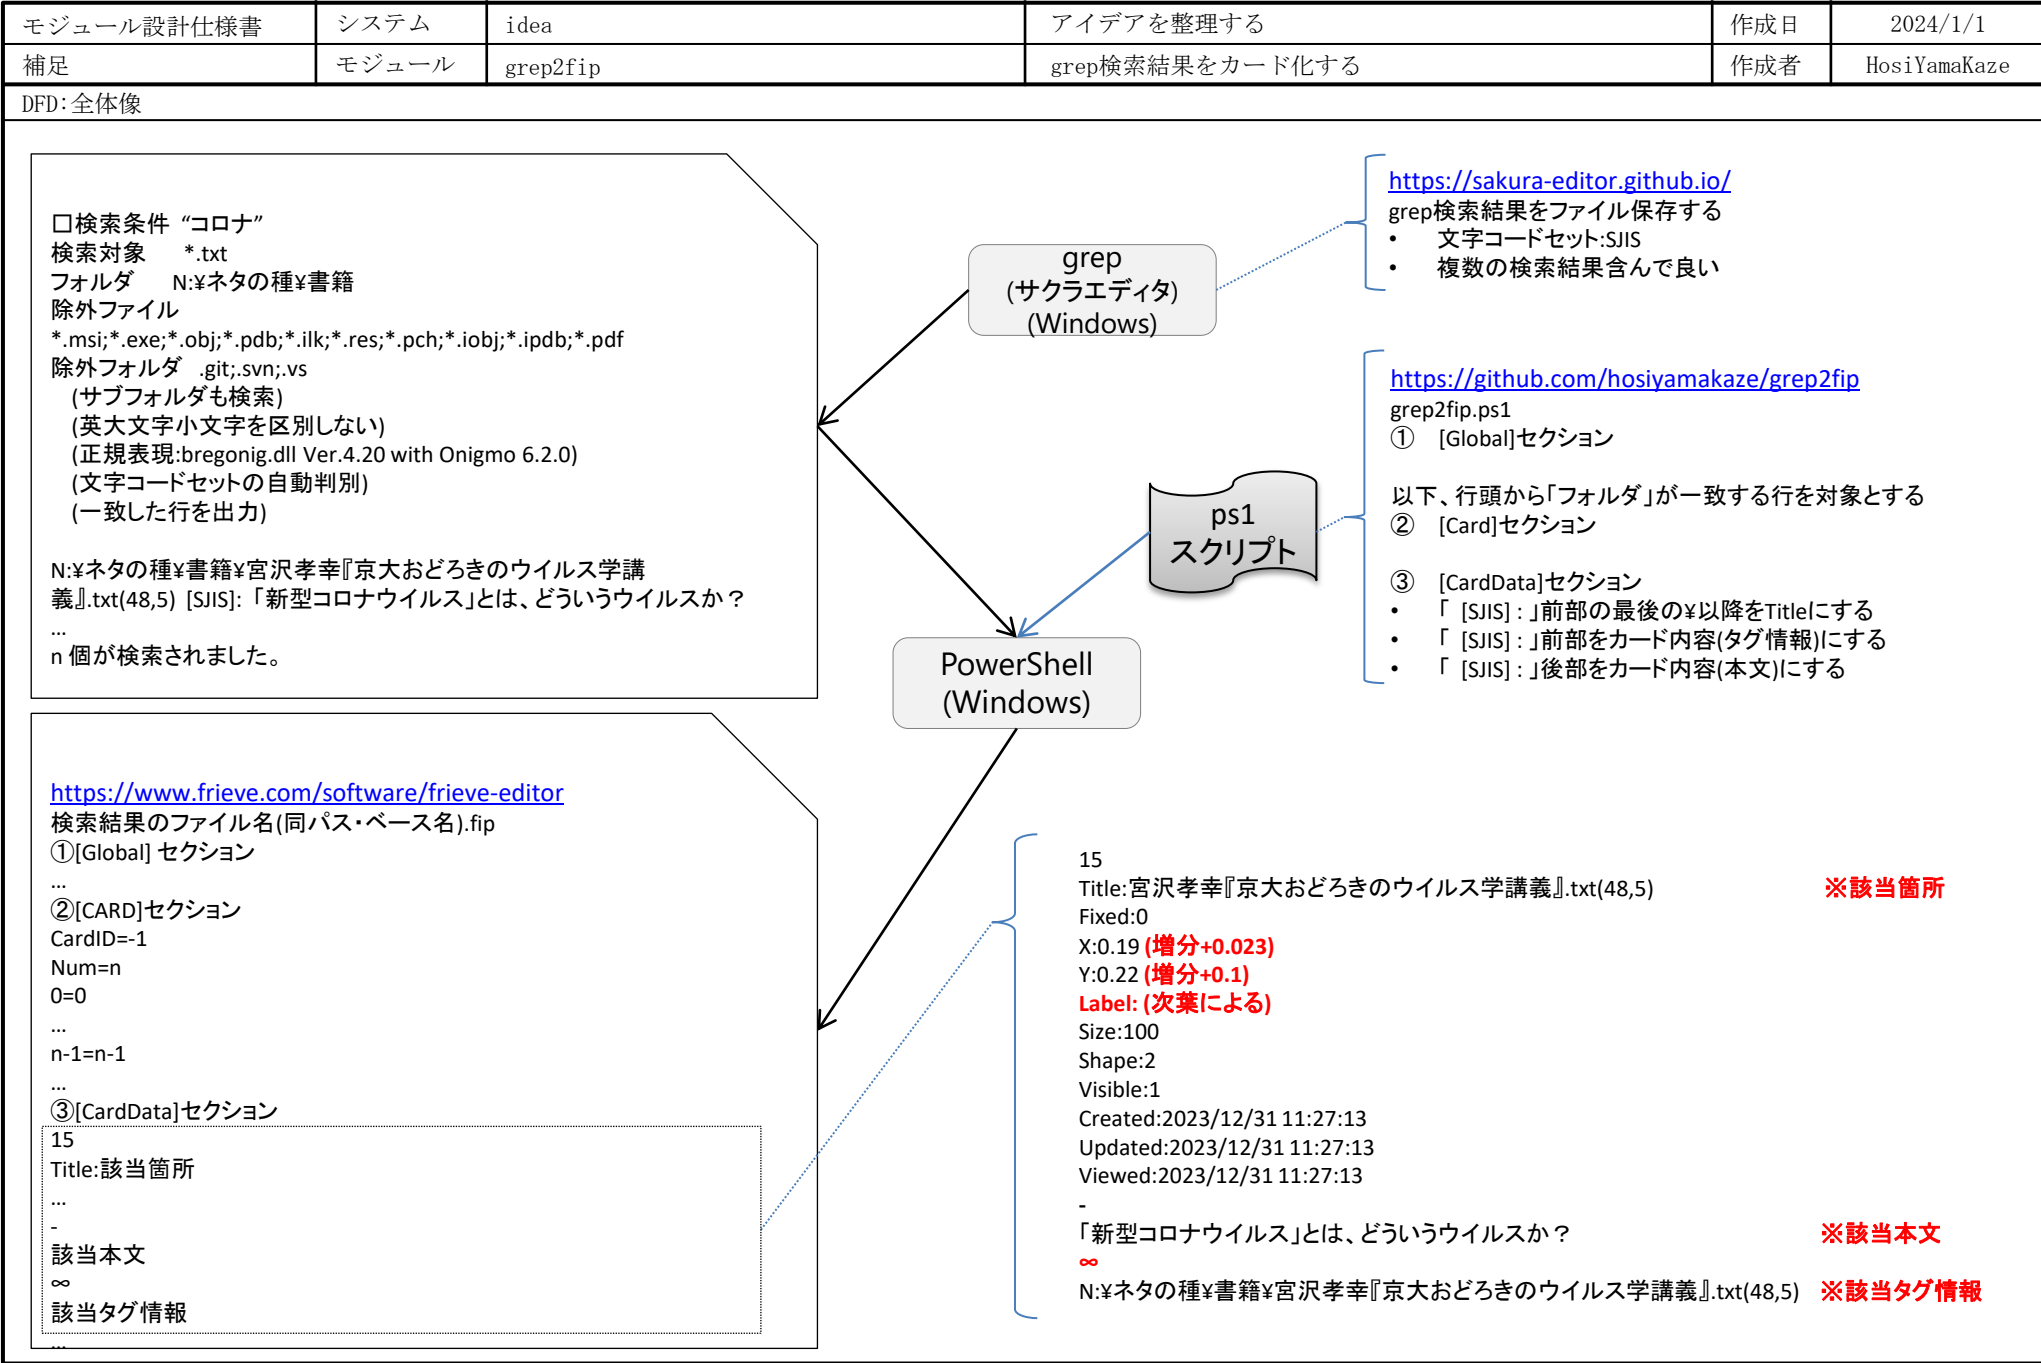 モジュール設計仕様書 システム idea アイデアを整理する 作成日 2024/1/1
補足 モジュール grep2fip grep検索結果をカード化する 作成者 HosiYamaKaze
DFD:全体像
□検索条件 “コロナ”
検索対象 *.txt
フォルダ N:¥ネタの種¥書籍
除外ファイル
*.msi;*.exe;*.obj;*.pdb;*.ilk;*.res;*.pch;*.iobj;*.ipdb;*.pdf
除外フォルダ .git;.svn;.vs
(サブフォルダも検索)
(英大文字小文字を区別しない)
(正規表現:bregonig.dll Ver.4.20 with Onigmo 6.2.0)
(文字コードセットの自動判別)
(一致した行を出力)
N:¥ネタの種¥書籍¥宮沢孝幸『京大おどろきのウイルス学講
義』.txt(48,5) [SJIS]: 「新型コロナウイルス」とは、どういうウイルスか？
...
n 個が検索されました。
grep
(サクラエディタ)
(Windows)
https://sakura-editor.github.io/
grep検索結果をファイル保存する
• 文字コードセット:SJIS
• 複数の検索結果含んで良い
ps1
スクリプト
https://github.com/hosiyamakaze/grep2fip
grep2fip.ps1
① [Global]セクション
以下、行頭から「フォルダ」が一致する行を対象とする
② [Card]セクション
③ [CardData]セクション
• 「 [SJIS] : 」前部の最後の¥以降をTitleにする
• 「 [SJIS] : 」前部をカード内容(タグ情報)にする
• 「 [SJIS] : 」後部をカード内容(本文)にする
PowerShell
(Windows)
https://www.frieve.com/software/frieve-editor
検索結果のファイル名(同パス・ベース名).fip
①[Global] セクション
...
②[CARD]セクション
CardID=-1
Num=n
0=0
...
n-1=n-1
...
③[CardData]セクション
15
Title:該当箇所
...
-
該当本文
∞
該当タグ情報
...
15
Title:宮沢孝幸『京大おどろきのウイルス学講義』.txt(48,5) ※該当箇所
Fixed:0
X:0.19 (増分+0.023)
Y:0.22 (増分+0.1)
Label: (次葉による)
Size:100
Shape:2
Visible:1
Created:2023/12/31 11:27:13
Updated:2023/12/31 11:27:13
Viewed:2023/12/31 11:27:13
-
「新型コロナウイルス」とは、どういうウイルスか？ ※該当本文
∞
N:¥ネタの種¥書籍¥宮沢孝幸『京大おどろきのウイルス学講義』.txt(48,5) ※該当タグ情報